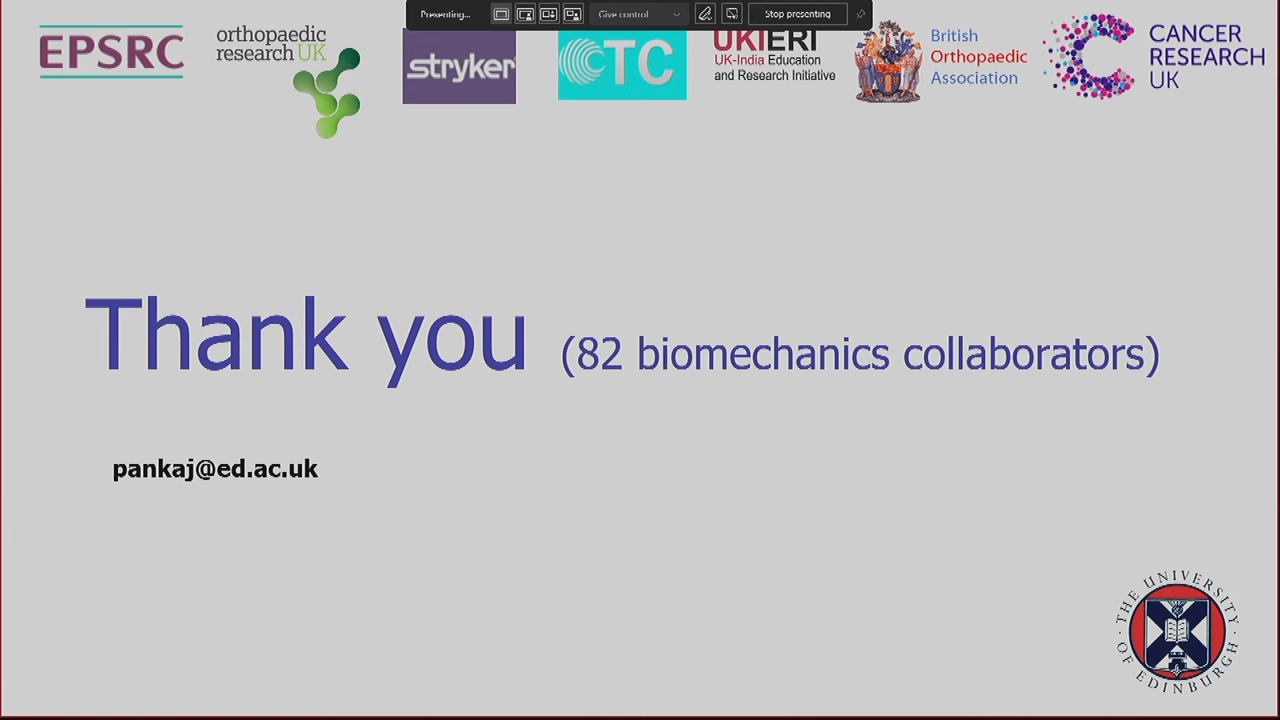 Presenting...
Give control
Stop presenting
EPSRC
orthopaedic
research UK
stryker
CTC
UKIERI
UK-India Education
and Research Initiative
British
Orthopaedic
Association
CANCER
RESEARCH
UK
Thank you (82 biomechanics collaborators)
pankaj@ed.ac.uk
THE UNIVERSITY
OF EDINBURGH